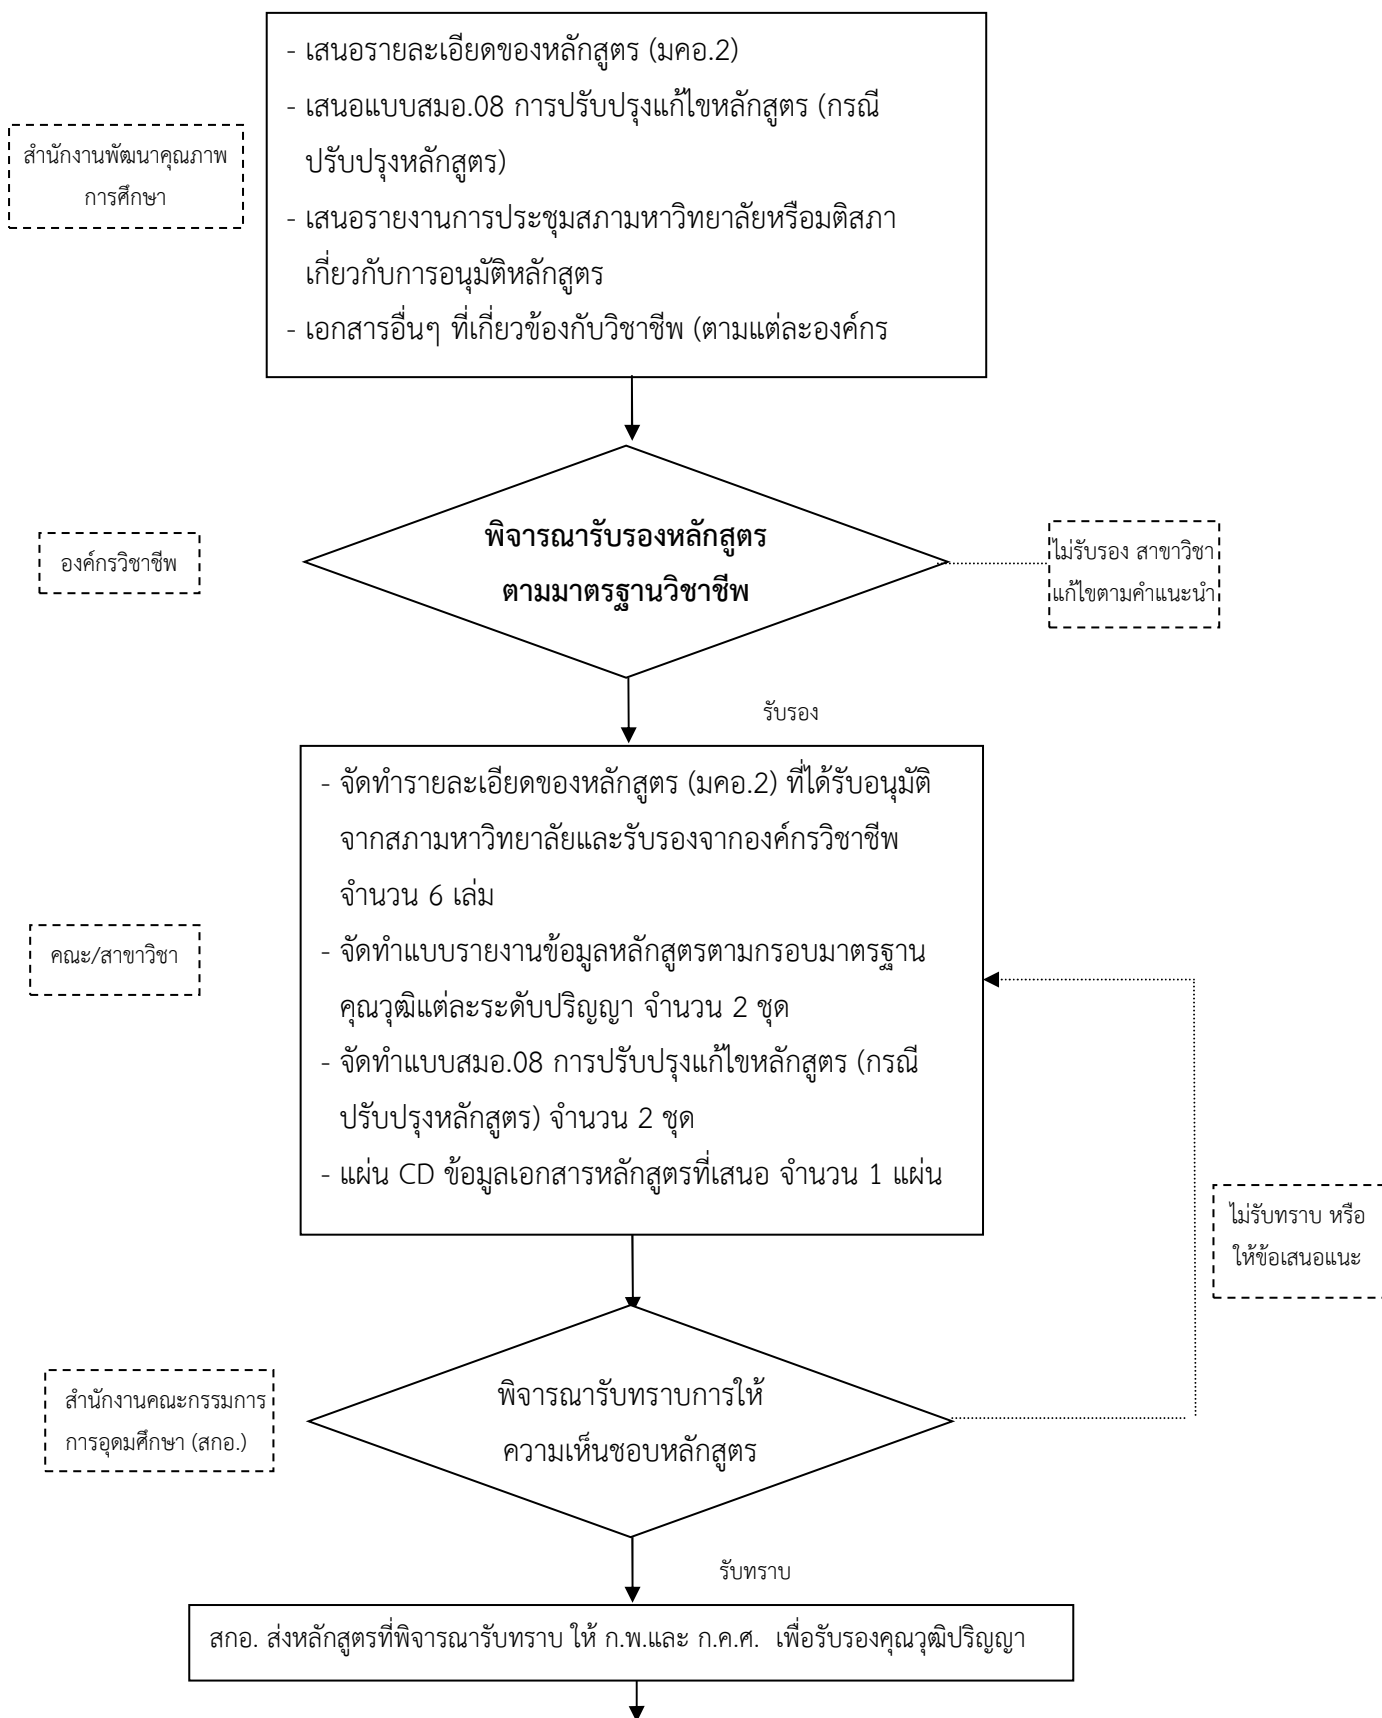 - เสนอรายละเอียดของหลักสูตร (มคอ.2)
- เสนอแบบสมอ.08 การปรับปรุงแก้ไขหลักสูตร (กรณี
ปรับปรุงหลักสูตร)
- เสนอรายงานการประชุมสภามหาวิทยาลัยหรือมติสภา
เกี่ยวกับการอนุมัติหลักสูตร
- เอกสารอื่นๆ ที่เกี่ยวข้องกับวิชาชีพ (ตามแต่ละองค์กร
สำนักงานพัฒนาคุณภาพ
การศึกษา
องค์กรวิชาชีพ
พิจารณารับรองหลักสูตร
ตามมาตรฐานวิชาชีพ
ไม่รับรอง สาขาวิชา
แก้ไขตามคำแนะนำ
รับรอง
- จัดทำรายละเอียดของหลักสูตร (มคอ.2) ที่ได้รับอนุมัติ
จากสภามหาวิทยาลัยและรับรองจากองค์กรวิชาชีพ
จำนวน 6 เล่ม
- จัดทำแบบรายงานข้อมูลหลักสูตรตามกรอบมาตรฐาน
คุณวุฒิแต่ละระดับปริญญา จำนวน 2 ชุด
- จัดทำแบบสมอ.08 การปรับปรุงแก้ไขหลักสูตร (กรณี
ปรับปรุงหลักสูตร) จำนวน 2 ชุด
- แผ่น CD ข้อมูลเอกสารหลักสูตรที่เสนอ จำนวน 1 แผ่น
คณะ/สาขาวิชา
ไม่รับทราบ หรือ
ให้ข้อเสนอแนะ
สำนักงานคณะกรรมการ
การอุดมศึกษา (สกอ.)
พิจารณารับทราบการให้
ความเห็นชอบหลักสูตร
รับทราบ
สกอ. ส่งหลักสูตรที่พิจารณารับทราบ ให้ ก.พ.และ ก.ค.ศ. เพื่อรับรองคุณวุฒิปริญญา